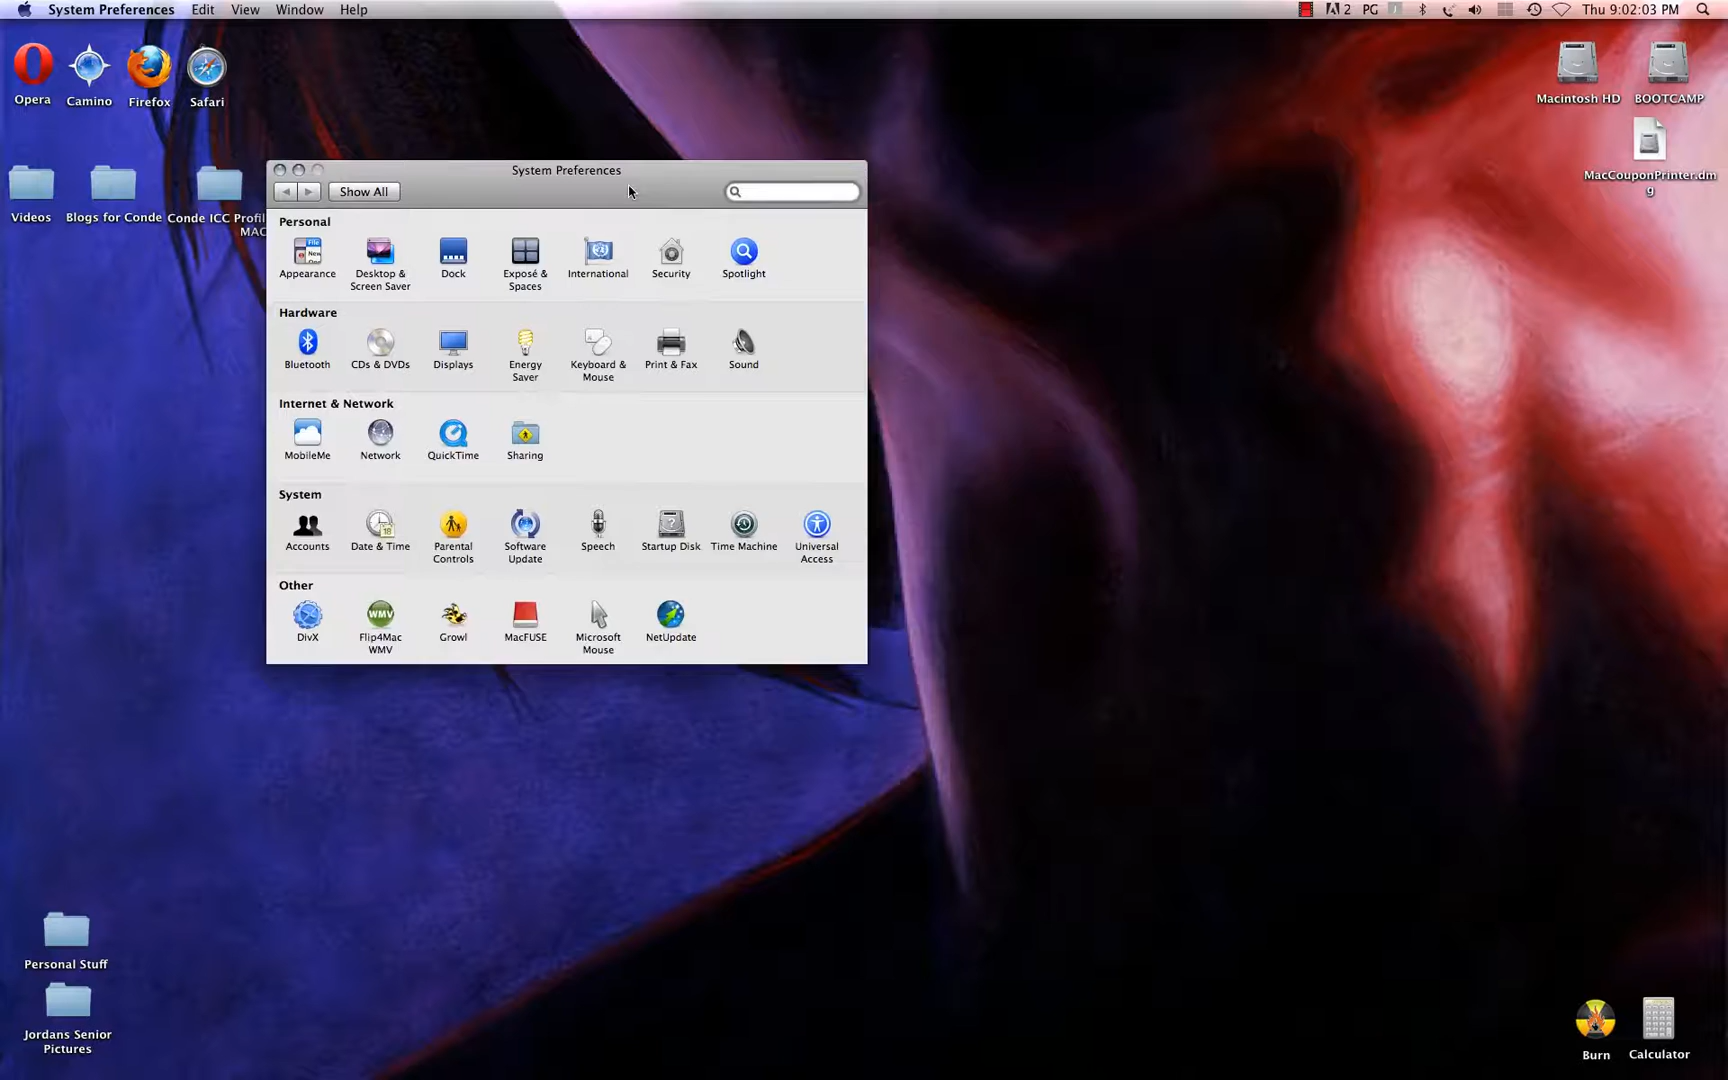 System Preferences Edit View Window Help
2 PG Thu 9:02:03 PM
Opera Camino Firefox Safari
Macintosh HD BOOTCAMP
MacCouponPrinter.dm
g
Videos Blogs for Conde Conde ICC Profil
MAC
System Preferences
Show All
Personal
Appearance Desktop & Screen Saver Dock Exposé & Spaces International Security Spotlight
Hardware
Bluetooth CDs & DVDs Displays Energy Saver Keyboard & Mouse Print & Fax Sound
Internet & Network
MobileMe Network QuickTime Sharing
System
Accounts Date & Time Parental Controls Software Update Speech Startup Disk Time Machine Universal Access
Other
WMV
DivX Flip4Mac WMV Growl MacFUSE Microsoft Mouse NetUpdate
Personal Stuff
Jordans Senior
Pictures
Burn Calculator